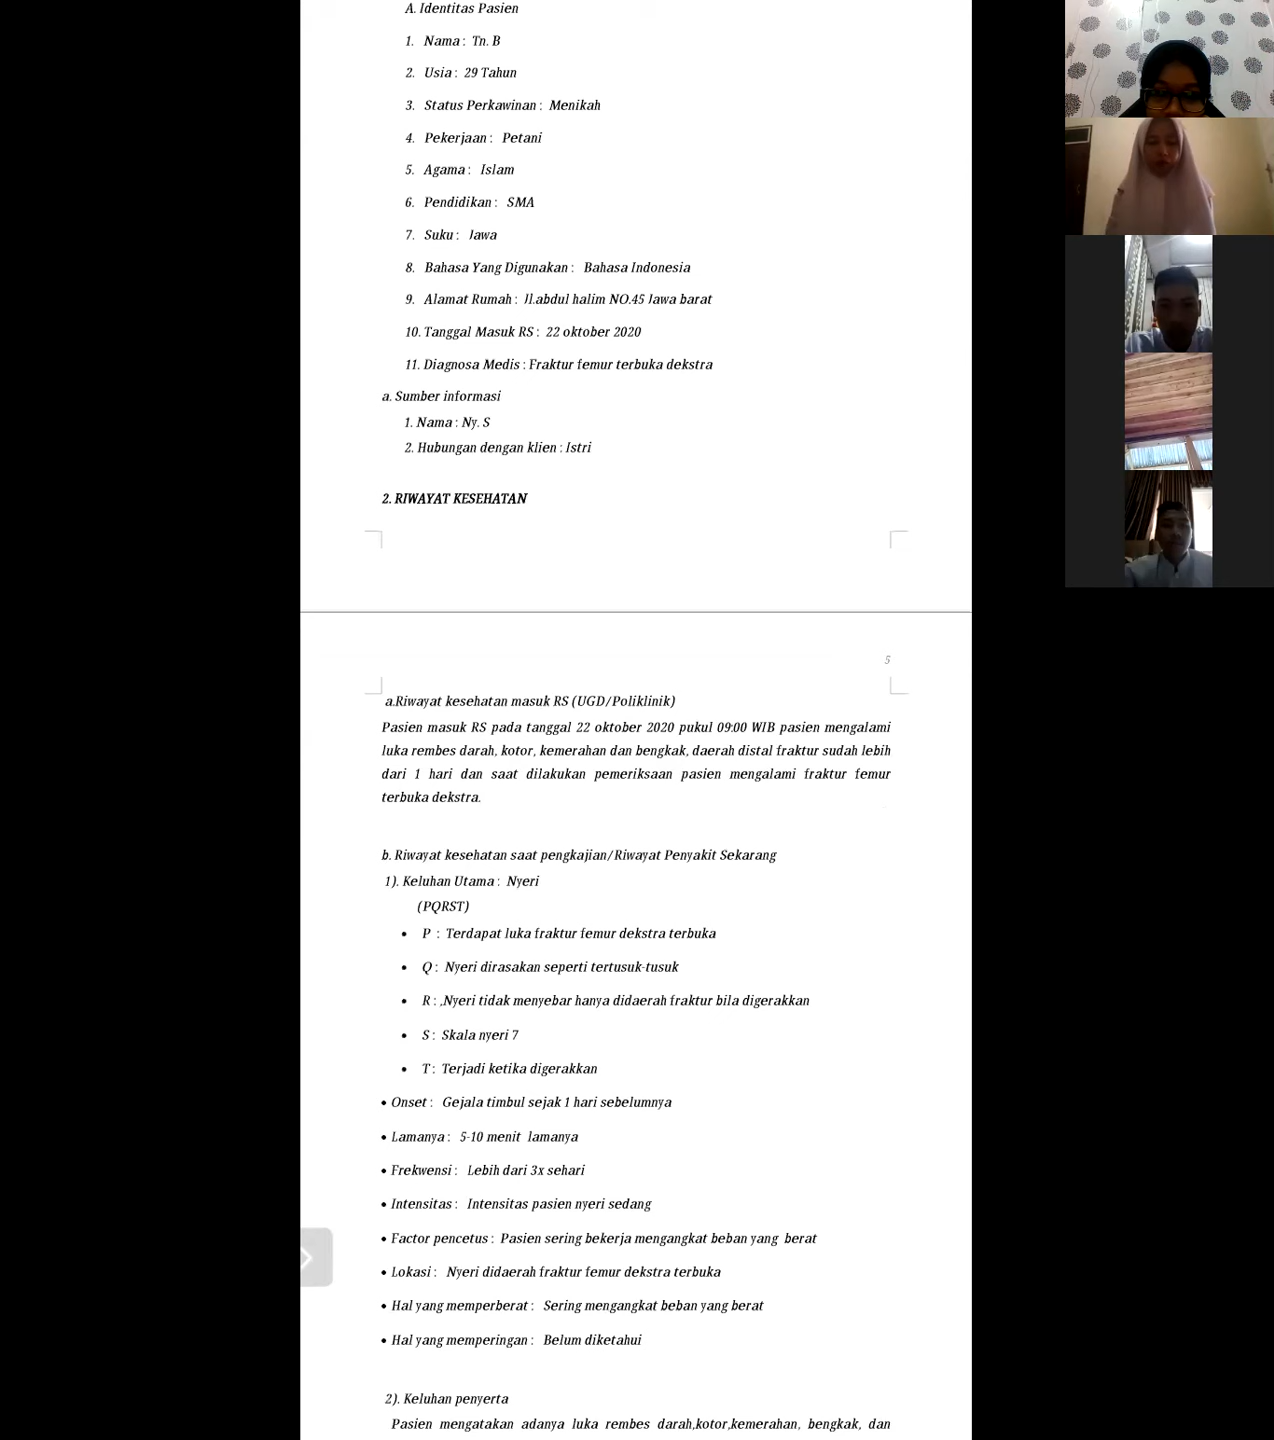 A. Identitas Pasien
1. Nama : Tn. B
2. Usia : 29 Tahun
3. Status Perkawinan : Menikah
4. Pekerjaan : Petani
5. Agama : Islam
6. Pendidikan : SMA
7. Suku : Jawa
8. Bahasa Yang Digunakan : Bahasa Indonesia
9. Alamat Rumah : Jl.abdul halim NO.45 Jawa barat
10. Tanggal Masuk RS : 22 oktober 2020
11. Diagnosa Medis : Fraktur femur terbuka dekstra
a. Sumber informasi
1. Nama : Ny. S
2. Hubungan dengan klien : Istri
2. RIWAYAT KESEHATAN
5
a.Riwayat kesehatan masuk RS (UGD/Poliklinik)
Pasien masuk RS pada tanggal 22 oktober 2020 pukul 09:00 WIB pasien mengalami
luka rembes darah, kotor, kemerahan dan bengkak, daerah distal fraktur sudah lebih
dari 1 hari dan saat dilakukan pemeriksaan pasien mengalami fraktur femur
terbuka dekstra.
b. Riwayat kesehatan saat pengkajian/Riwayat Penyakit Sekarang
1). Keluhan Utama : Nyeri
(PQRST)
• P : Terdapat luka fraktur femur dekstra terbuka
• Q : Nyeri dirasakan seperti tertusuk-tusuk
• R : ,Nyeri tidak menyebar hanya didaerah fraktur bila digerakkan
• S : Skala nyeri 7
• T : Terjadi ketika digerakkan
• Onset : Gejala timbul sejak 1 hari sebelumnya
• Lamanya : 5-10 menit lamanya
• Frekwensi : Lebih dari 3x sehari
• Intensitas : Intensitas pasien nyeri sedang
• Factor pencetus : Pasien sering bekerja mengangkat beban yang berat
• Lokasi : Nyeri didaerah fraktur femur dekstra terbuka
• Hal yang memperberat : Sering mengangkat beban yang berat
• Hal yang memperingan : Belum diketahui
2). Keluhan penyerta
Pasien mengatakan adanya luka rembes darah,kotor,kemerahan, bengkak, dan